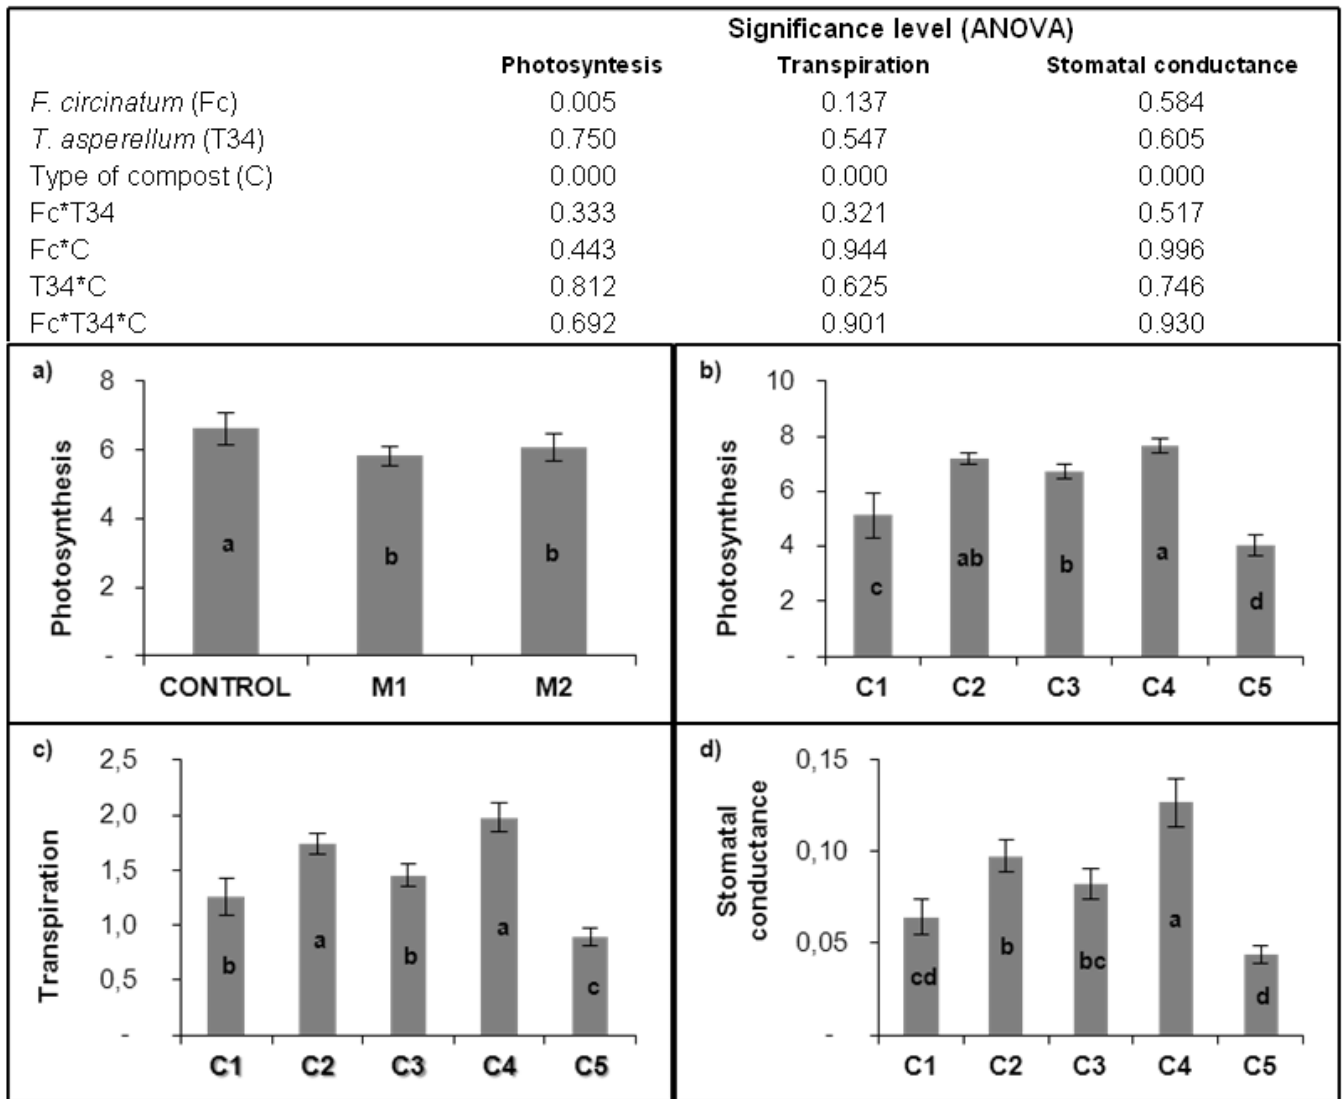 Significance level (ANOVA)
Photosyntesis Transpiration Stomatal conductance
F. circinatum (Fc) 0.005 0.137 0.584
T. asperellum (T34) 0.750 0.547 0.605
Type of compost (C) 0.000 0.000 0.000
Fc*T34 0.333 0.321 0.517
Fc*C 0.443 0.944 0.996
T34*C 0.812 0.625 0.746
Fc*T34*C 0.692 0.901 0.930
a)
Photosynthesis
8
6
4
2
-
a b b
CONTROL M1 M2
b)
Photosynthesis
10
8
6
4
2
-
c ab b a d
C1 C2 C3 C4 C5
c)
Transpiration
2,5
2,0
1,5
1,0
0,5
-
b a b a c
C1 C2 C3 C4 C5
d)
Stomatal
conductance
0,15
0,10
0,05
-
cd b bc a d
C1 C2 C3 C4 C5